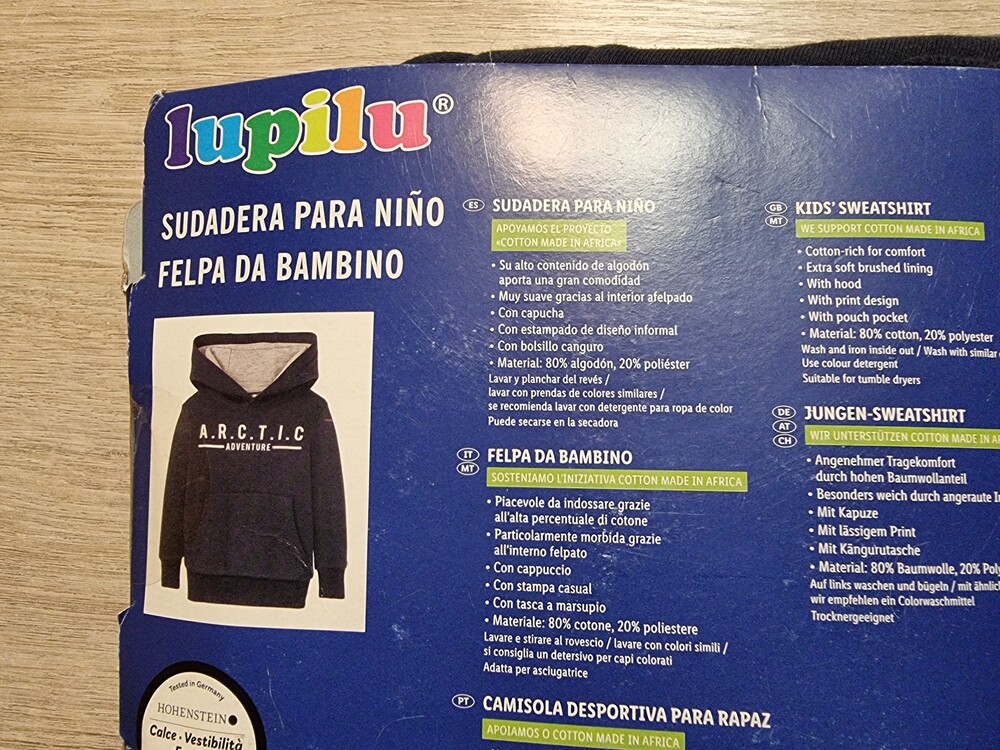 lupilu®
SUDADERA PARA NIÑO
FELPA DA BAMBINO
A.R.C.T.I.C
ADVENTURE
Tested in Germany
HOHENSTEIN
Calce • Vestibilità
ES SUDADERA PARA NIÑO
APOYAMOS EL PROYECTO
«COTTON MADE IN AFRICA»
• Su alto contenido de algodón
aporta una gran comodidad
• Muy suave gracias al interior afelpado
• Con capucha
• Con estampado de diseño informal
• Con bolsillo canguro
• Material: 80% algodón, 20% poliéster
Lavar y planchar del revés /
lavar con prendas de colores similares /
se recomienda lavar con detergente para ropa de color
Puede secarse en la secadora
IT MT FELPA DA BAMBINO
SOSTENIAMO L'INIZIATIVA COTTON MADE IN AFRICA
• Piacevole da indossare grazie
all'alta percentuale di cotone
• Particolarmente morbida grazie
all'interno felpato
• Con cappuccio
• Con stampa casual
• Con tasca a marsupio
• Materiale: 80% cotone, 20% poliestere
Lavare e stirare al rovescio / lavare con colori simili /
si consiglia un detersivo per capi colorati
Adatta per asciugatrice
PT CAMISOLA DESPORTIVA PARA RAPAZ
APOIAMOS O COTTON MADE IN AFRICA
GB MT KIDS' SWEATSHIRT
WE SUPPORT COTTON MADE IN AFRICA
• Cotton-rich for comfort
• Extra soft brushed lining
• With hood
• With print design
• With pouch pocket
• Material: 80% cotton, 20% polyester
Wash and iron inside out / Wash with similar
Use colour detergent
Suitable for tumble dryers
DE AT CH JUNGEN-SWEATSHIRT
WIR UNTERSTÜTZEN COTTON MADE IN
• Angenehmer Tragekomfort
durch hohen Baumwollanteil
• Besonders weich durch angeraute
• Mit Kapuze
• Mit lässigem Print
• Mit Kängurutasche
• Material: 80% Baumwolle, 20%
Auf links waschen und bügeln / mit
wir empfehlen ein Colorwaschmittel
Trocknergeeignet